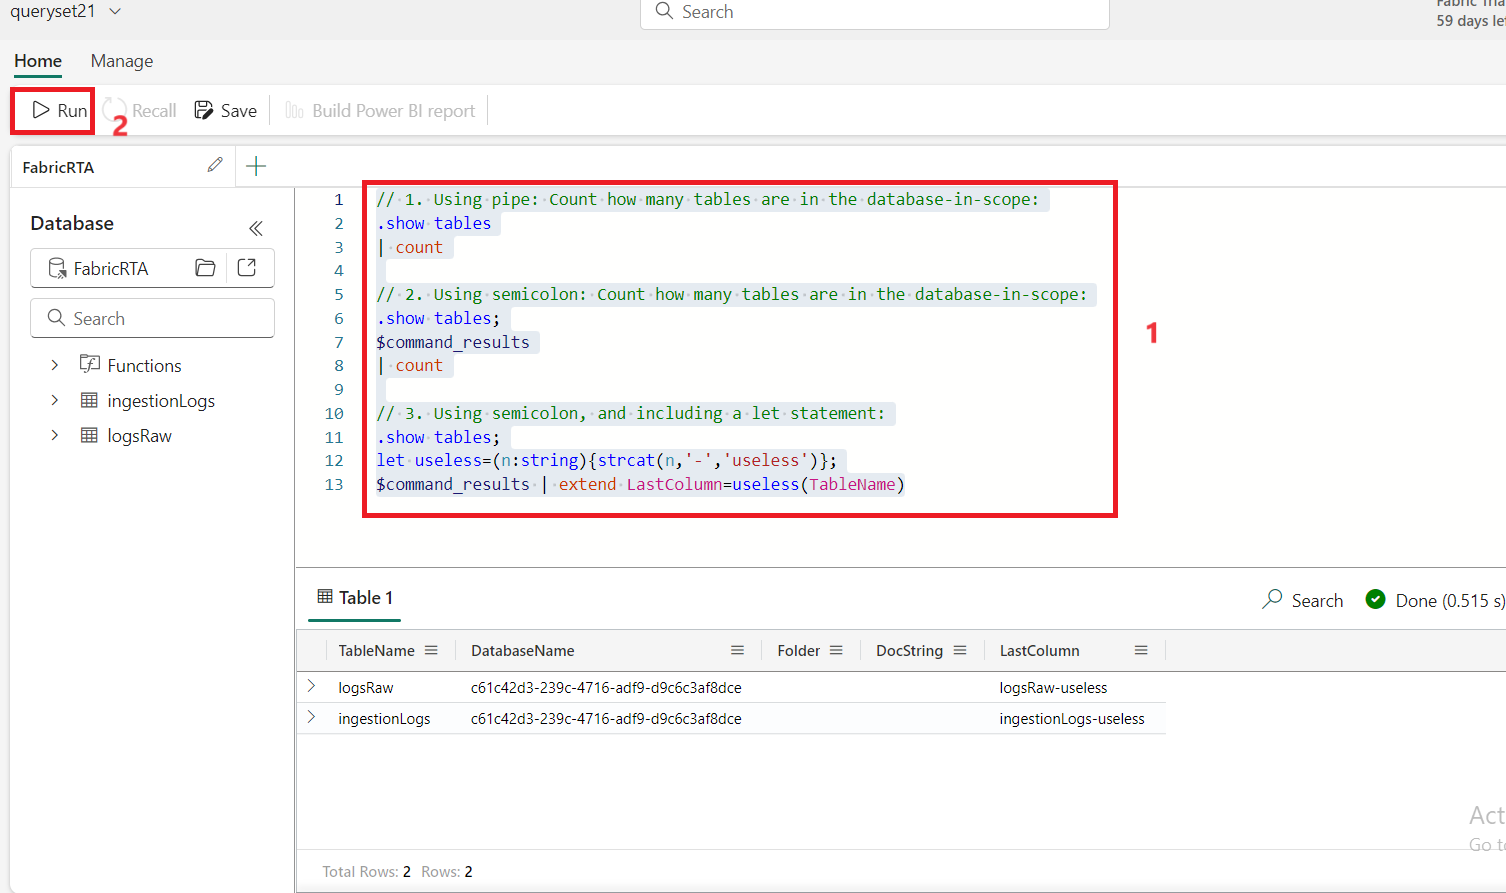 queryset21
Search
Fabric Tria
59 days lef
Home
Manage
Run
2
Recall
Save
Build Power BI report
FabricRTA
Database
FabricRTA
Search
Functions
ingestionLogs
logsRaw
1 // 1. Using pipe: Count how many tables are in the database-in-scope:
2 .show tables
3 | count
4
5 // 2. Using semicolon: Count how many tables are in the database-in-scope:
6 .show tables;
7 $command_results
8 | count
9
10 // 3. Using semicolon, and including a let statement:
11 .show tables;
12 let useless=(n:string){strcat(n,'-','useless')};
13 $command_results | extend LastColumn=useless(TableName)
1
Table 1
Search
Done (0.515 s)
TableName DatabaseName Folder DocString LastColumn
logsRaw c61c42d3-239c-4716-adf9-d9c6c3af8dce logsRaw-useless
ingestionLogs c61c42d3-239c-4716-adf9-d9c6c3af8dce ingestionLogs-useless
Act
Go to
Total Rows: 2 Rows: 2